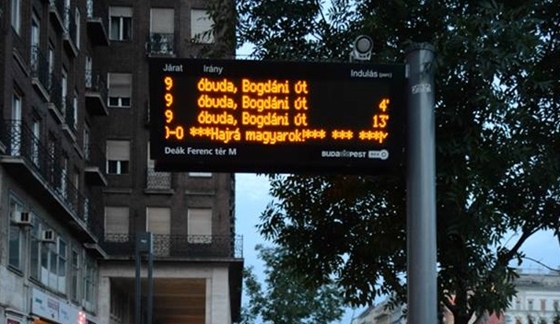 Járat Irány Indulás (perc)
9 óbuda, Bogdáni út
9 óbuda, Bogdáni út 4'
9 óbuda, Bogdáni út 13'
)-0 ***Hajrá magyarok!*** *** ***
Deák Ferenc tér M BUDAPEST